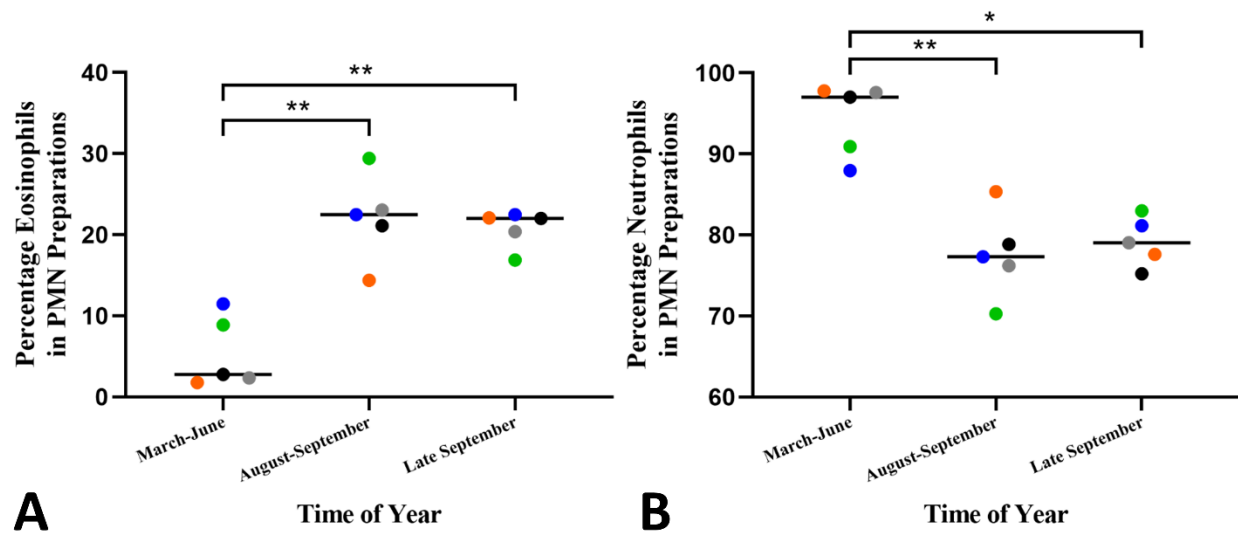 **
**
40
30
20
10
0
Percentage Eosinophils
in PMN Preparations
March-June
August-September
Late September
Time of Year
A
*
**
100
90
80
70
60
Percentage Neutrophils
in PMN Preparations
March-June
August-September
Late September
Time of Year
B